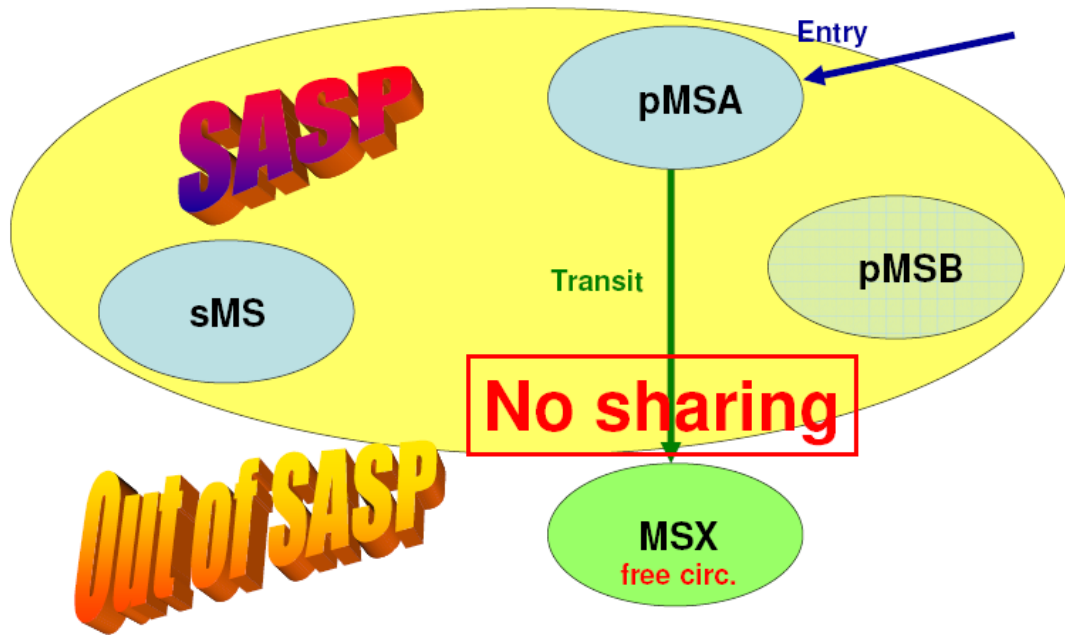 Entry
pMSA
SASP
pMSB
Transit
sMS
No sharing
Out of SASP
MSX
free circ.